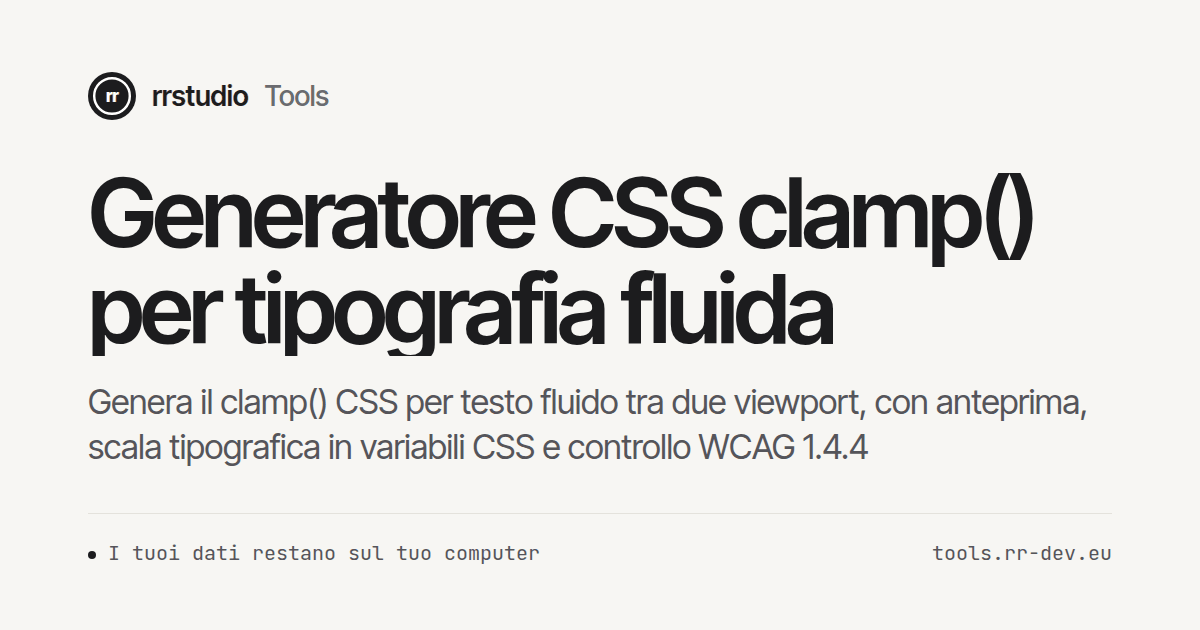 rr rrstudio Tools
Generatore CSS clamp()
per tipografia fluida
Genera il clamp() CSS per testo fluido tra due viewport, con anteprima,
scala tipografica in variabili CSS e controllo WCAG 1.4.4
• I tuoi dati restano sul tuo computer
tools.rr-dev.eu